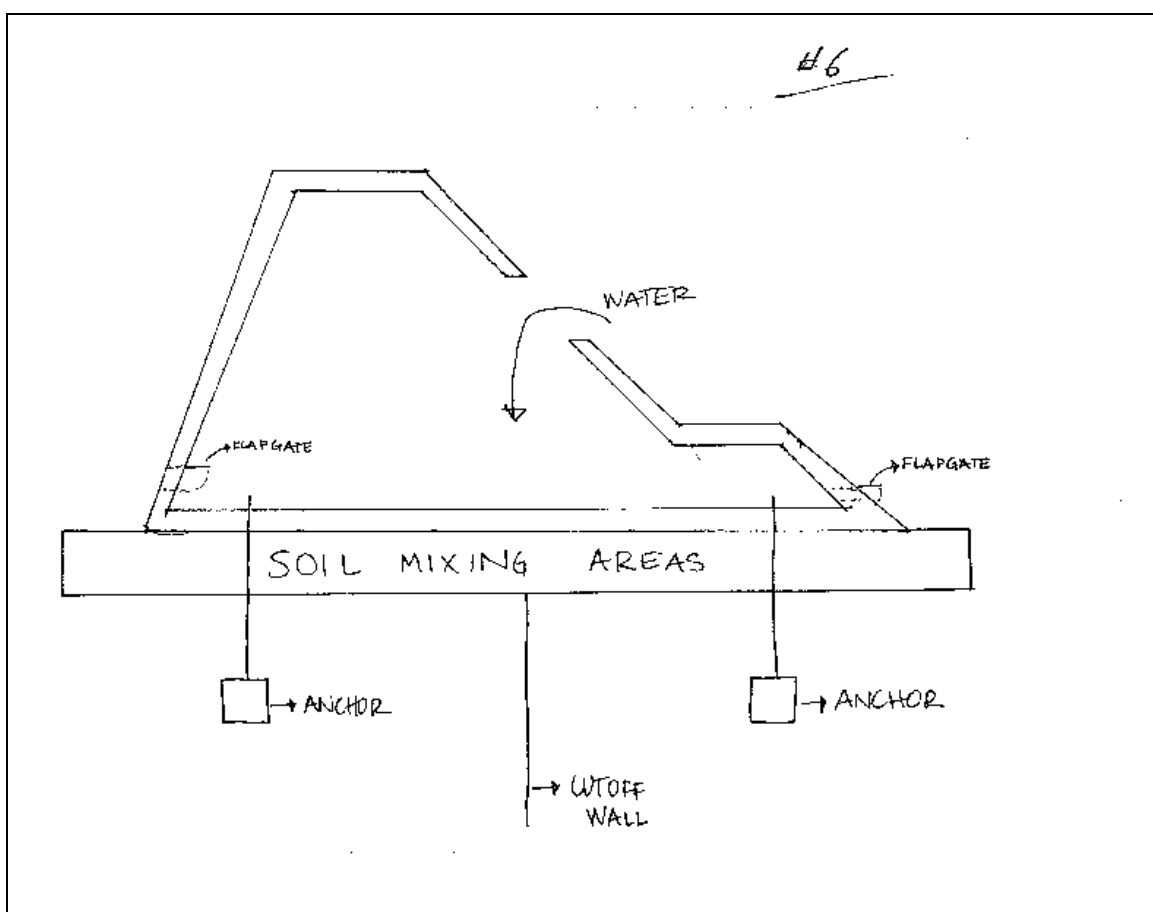 #6
WATER
FLAPGATE
FLAPGATE
SOIL MIXING AREAS
ANCHOR
ANCHOR
CUTOFF
WALL